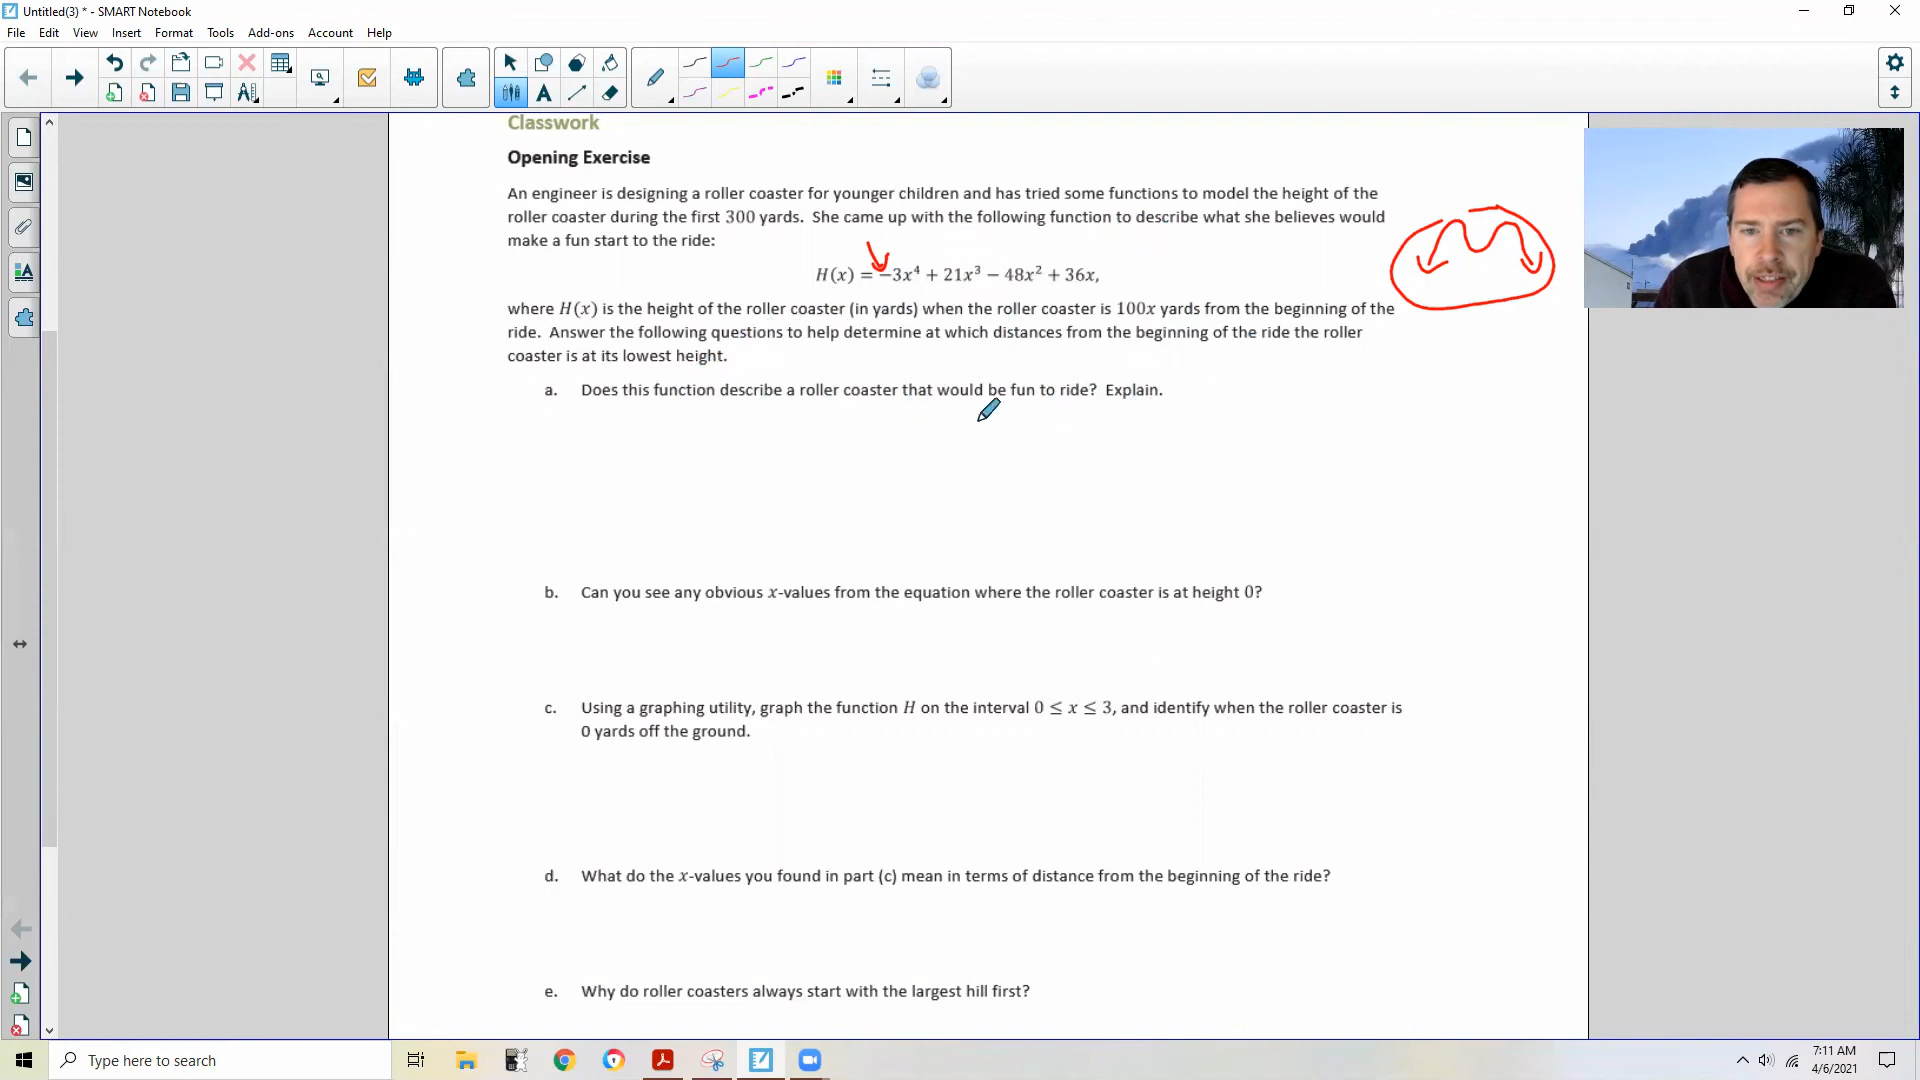 Untitled(3) * - SMART Notebook
File Edit View Insert Format Tools Add-ons Account Help
Classwork
Opening Exercise
An engineer is designing a roller coaster for younger children and has tried some functions to model the height of the
roller coaster during the first 300 yards. She came up with the following function to describe what she believes would
make a fun start to the ride:
H(x) = −3x⁴ + 21x³ − 48x² + 36x,
where H(x) is the height of the roller coaster (in yards) when the roller coaster is 100x yards from the beginning of the
ride. Answer the following questions to help determine at which distances from the beginning of the ride the roller
coaster is at its lowest height.
a. Does this function describe a roller coaster that would be fun to ride? Explain.
b. Can you see any obvious x-values from the equation where the roller coaster is at height 0?
c. Using a graphing utility, graph the function H on the interval 0 ≤ x ≤ 3, and identify when the roller coaster is
0 yards off the ground.
d. What do the x-values you found in part (c) mean in terms of distance from the beginning of the ride?
e. Why do roller coasters always start with the largest hill first?
Type here to search
7:11 AM
4/6/2021